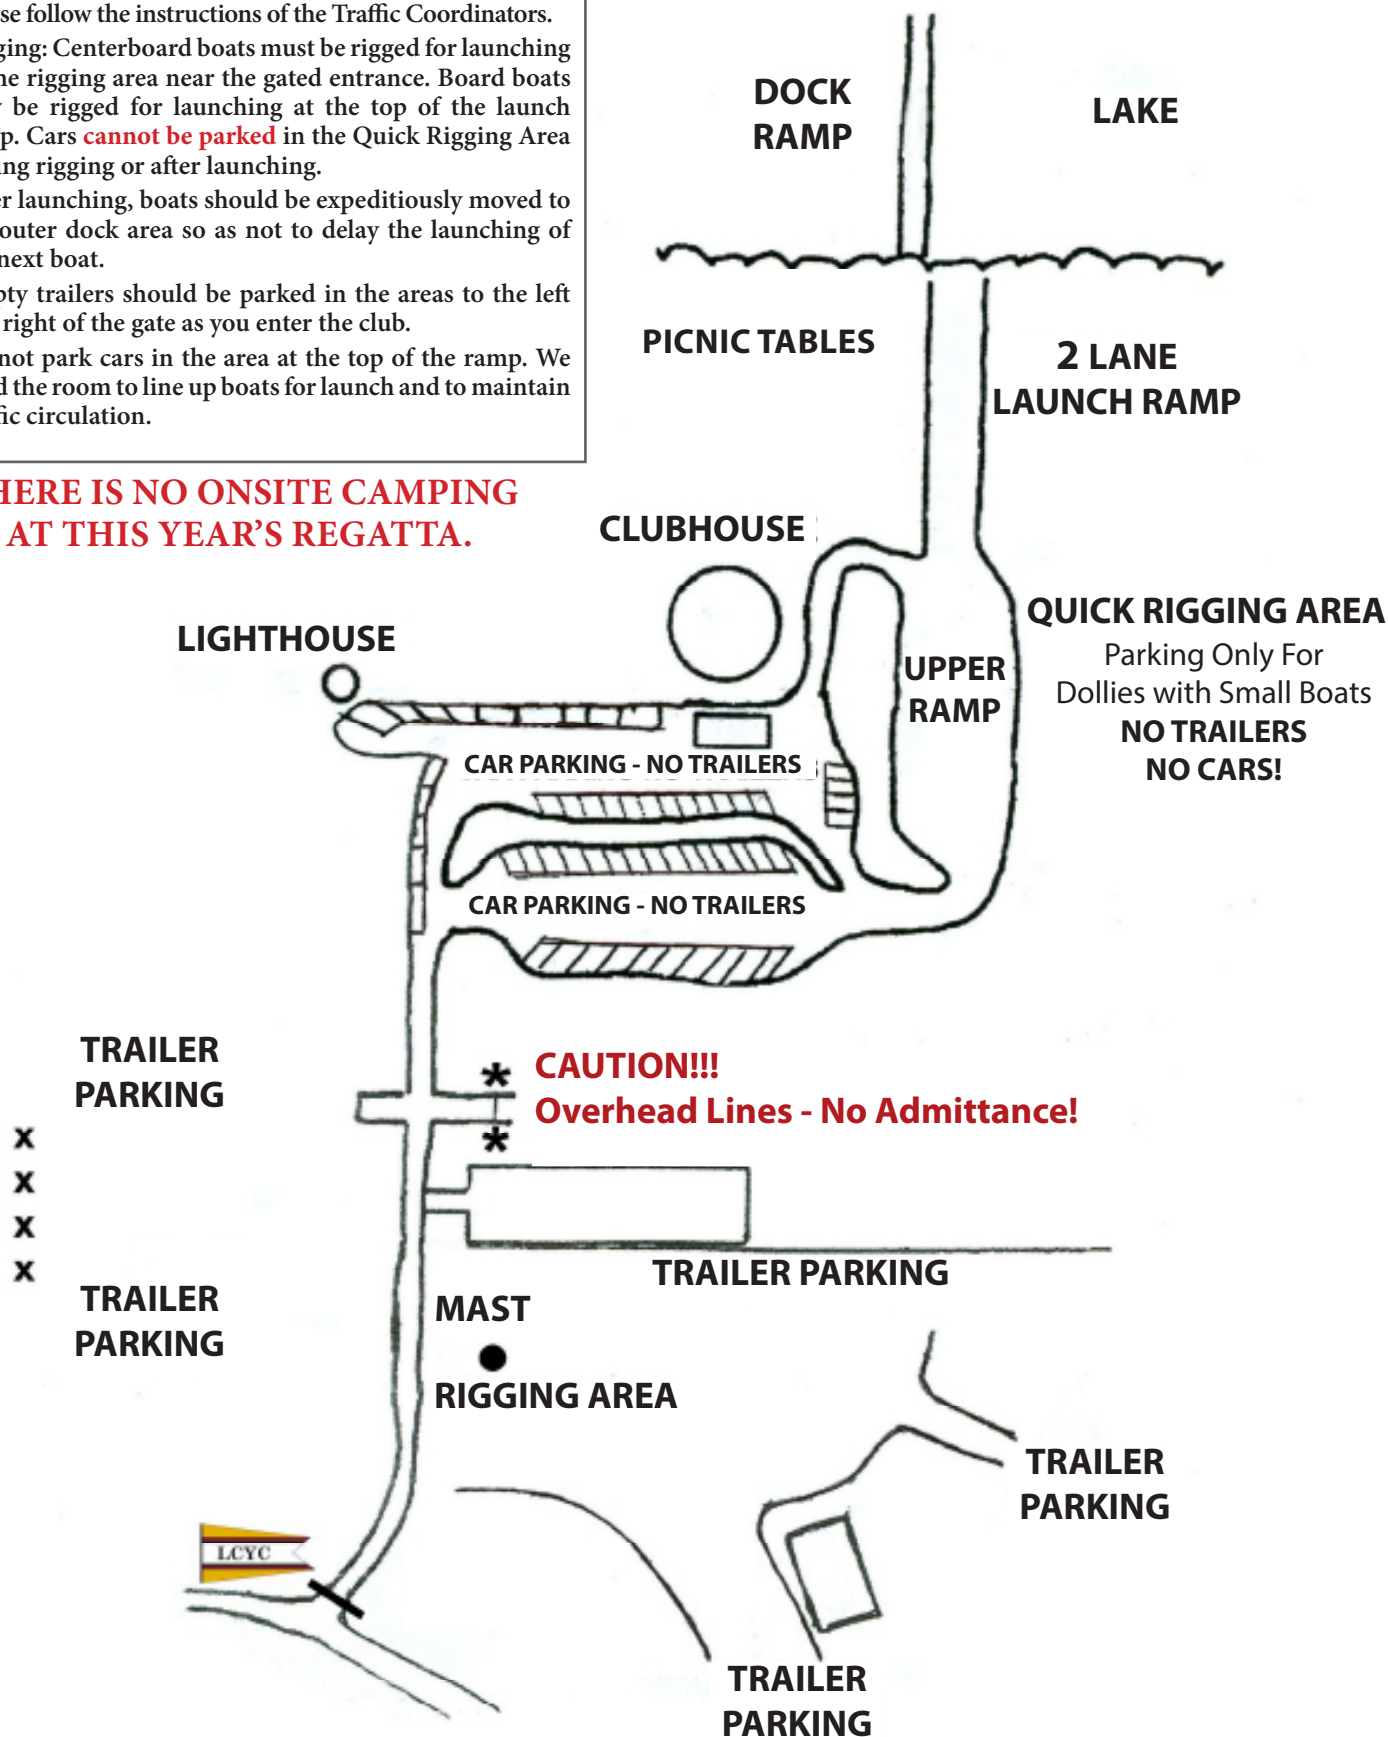 se follow the instructions of the Traffic Coordinators.
ging: Centerboard boats must be rigged for launching
he rigging area near the gated entrance. Board boats
be rigged for launching at the top of the launch
p. Cars cannot be parked in the Quick Rigging Area
ing rigging or after launching.
er launching, boats should be expeditiously moved to
outer dock area so as not to delay the launching of
next boat.
pty trailers should be parked in the areas to the left
right of the gate as you enter the club.
not park cars in the area at the top of the ramp. We
d the room to line up boats for launch and to maintain
fic circulation.
HERE IS NO ONSITE CAMPING
AT THIS YEAR'S REGATTA.
DOCK
RAMP
LAKE
PICNIC TABLES
2 LANE
LAUNCH RAMP
CLUBHOUSE
LIGHTHOUSE
UPPER
RAMP
QUICK RIGGING AREA
Parking Only For
Dollies with Small Boats
NO TRAILERS
NO CARS!
CAR PARKING - NO TRAILERS
CAR PARKING - NO TRAILERS
TRAILER
PARKING
* CAUTION!!!
Overhead Lines - No Admittance!
*
x
x
x
x
TRAILER PARKING
TRAILER
PARKING
MAST
RIGGING AREA
TRAILER
PARKING
LCYC
TRAILER
PARKING